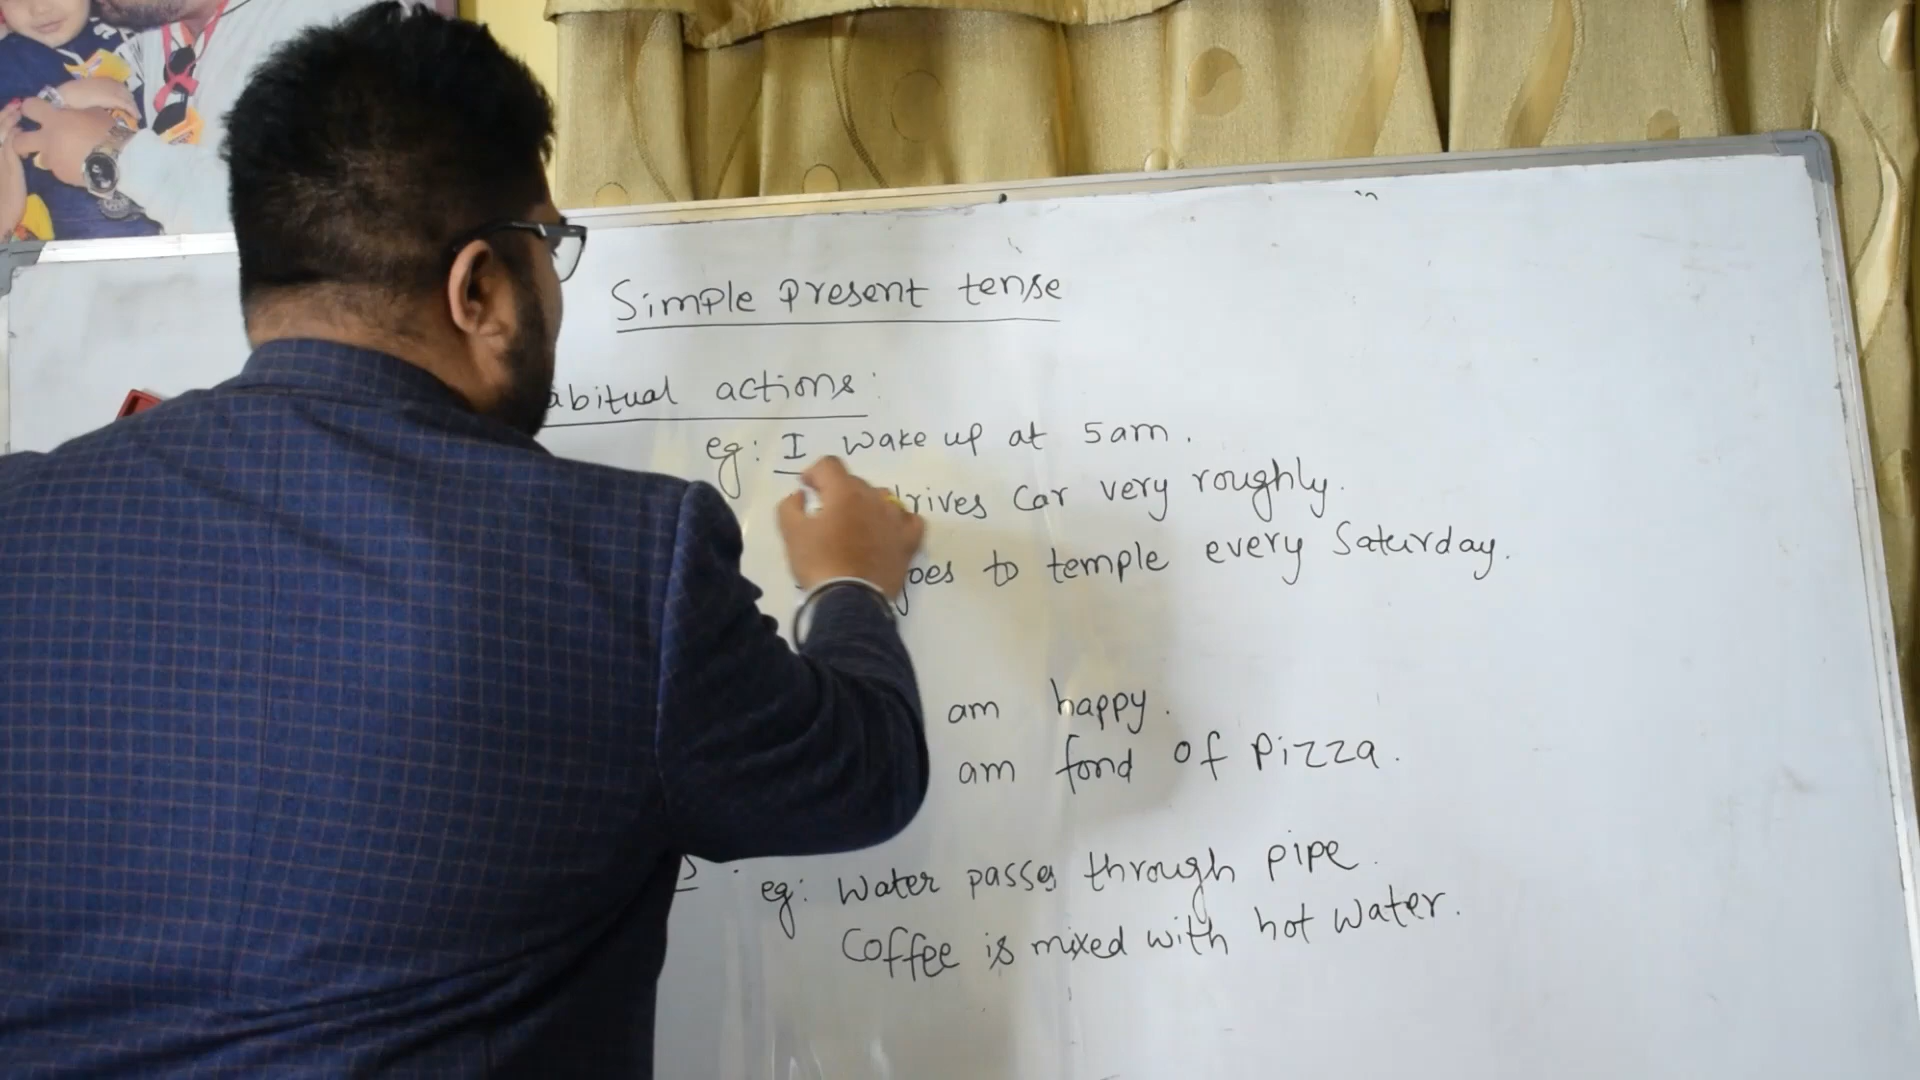 Simple present tense
abitual actions:
eg: I wake up at 5am.
rives car very roughly.
goes to temple every Saturday.
am happy.
am fond of pizza.
eg: Water passes through pipe.
Coffee is mixed with hot water.